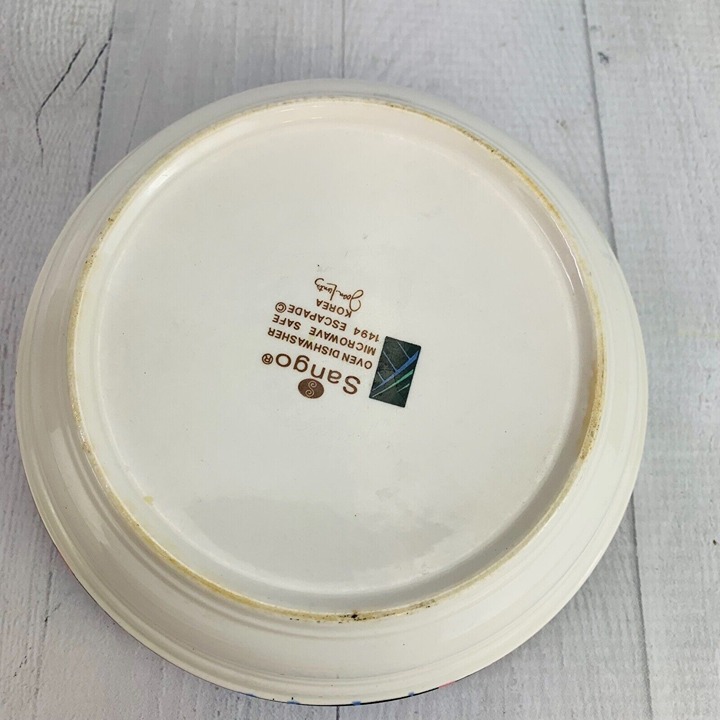 Sango®
OVEN DISHWASHER
MICROWAVE SAFE
1494 ESCAPADE©
KOREA